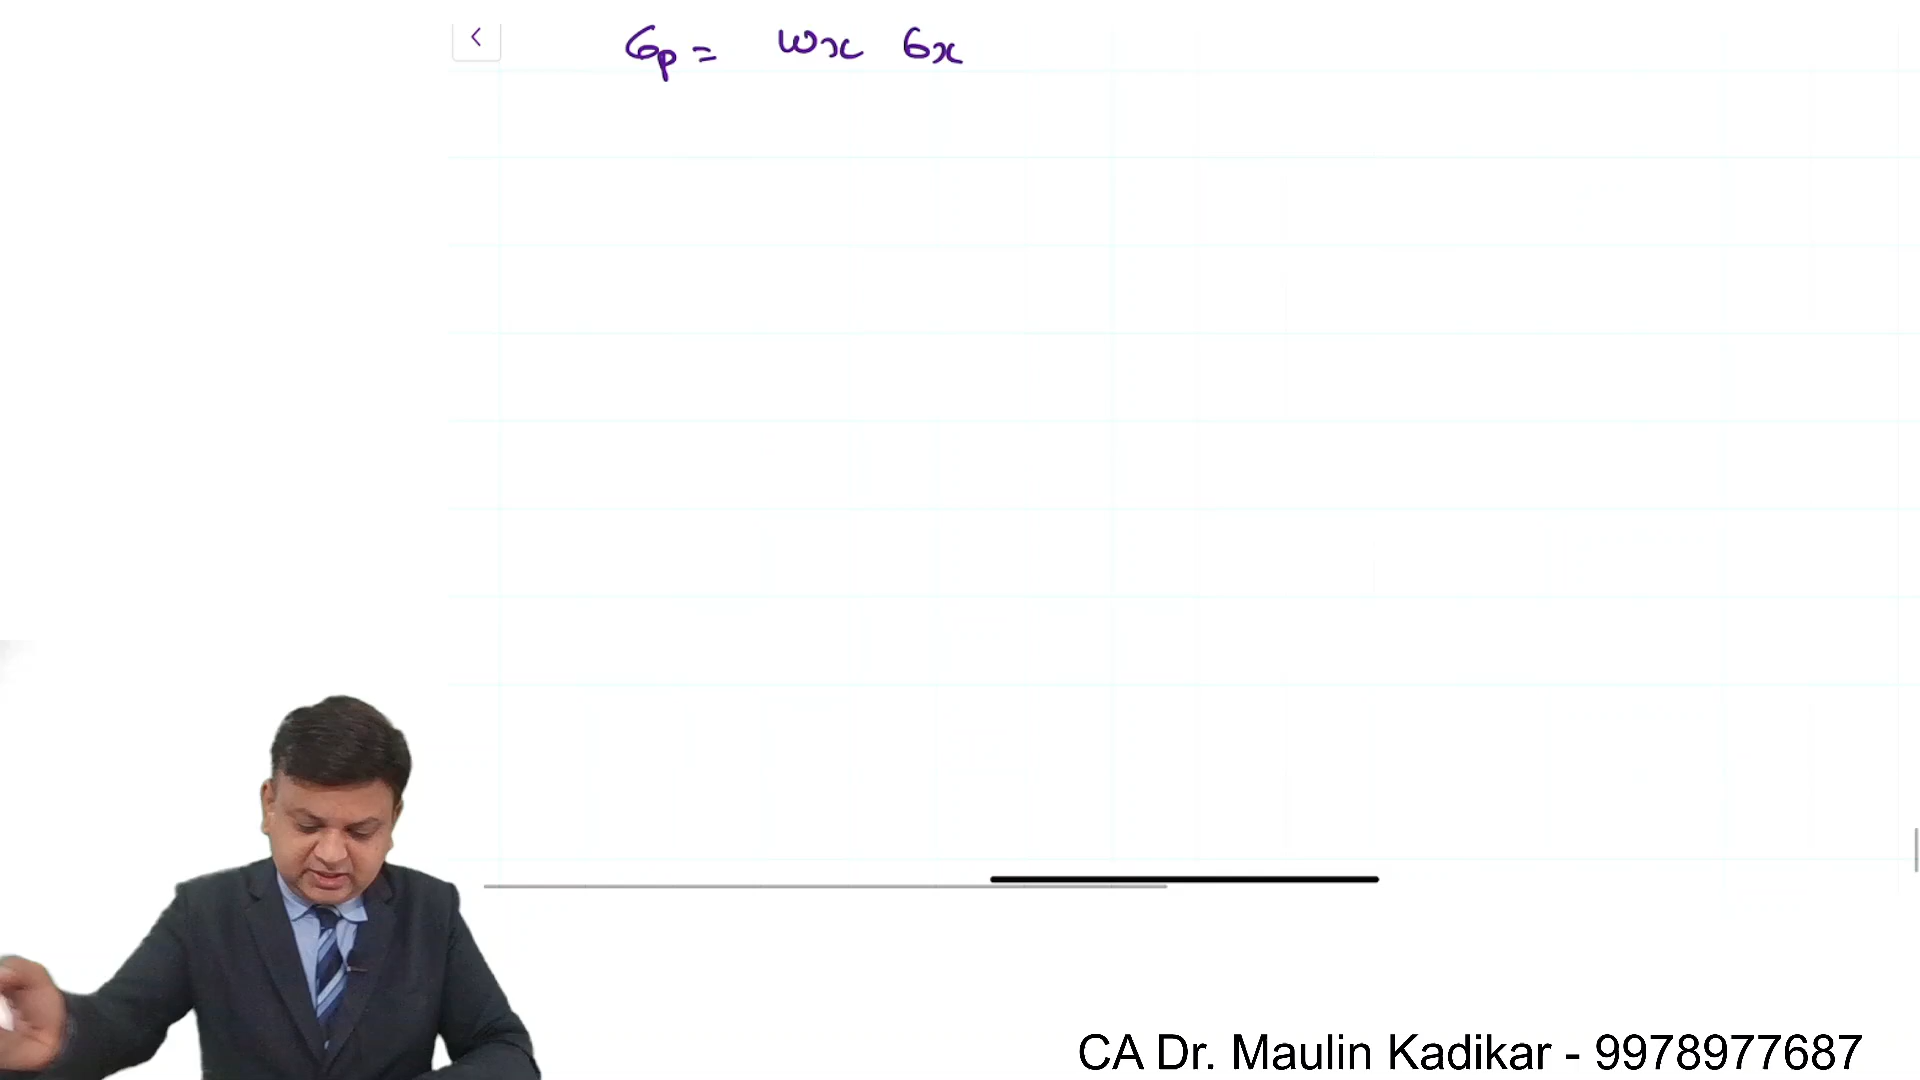 σp = wx σx
CA Dr. Maulin Kadikar - 9978977687